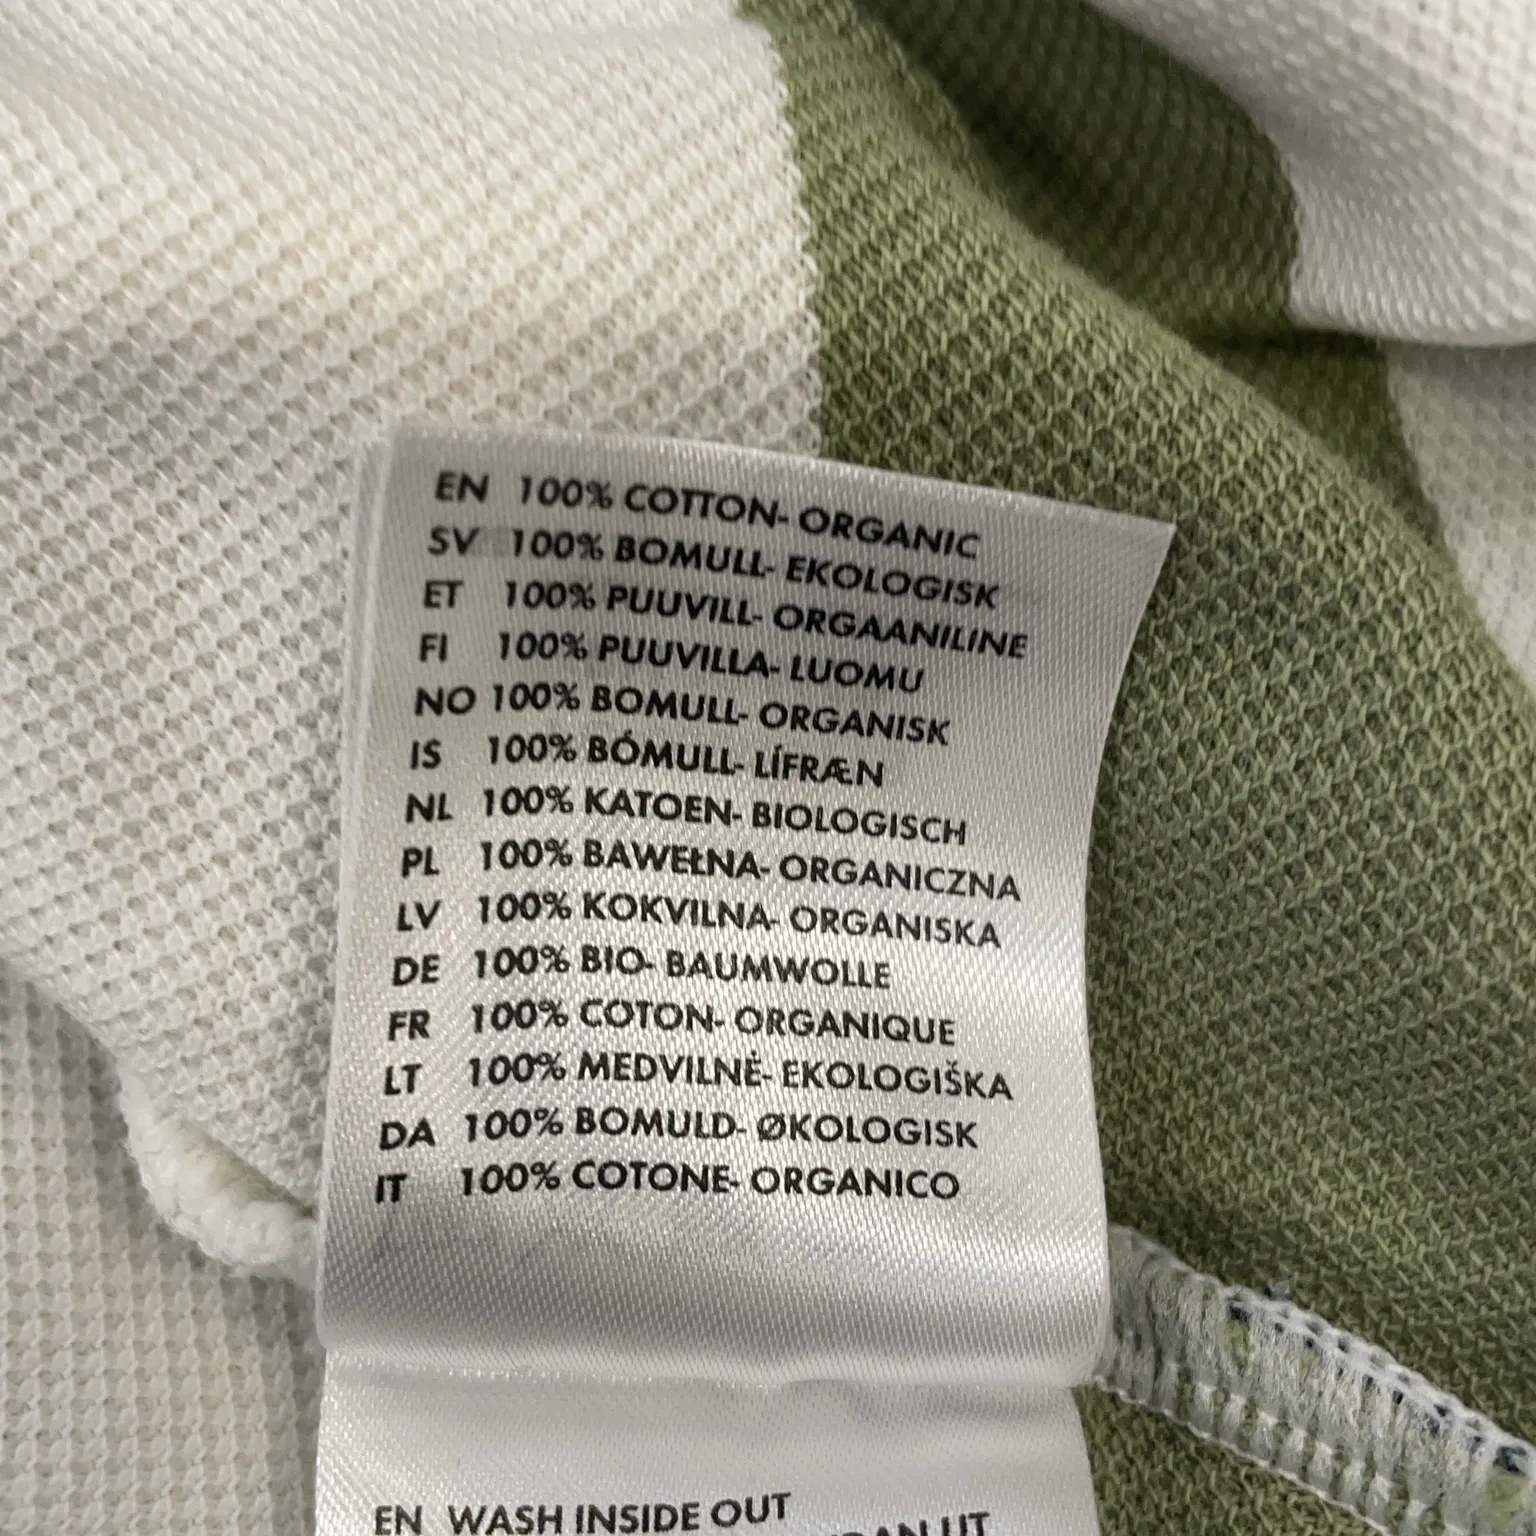 EN 100% COTTON- ORGANIC
SV 100% BOMULL- EKOLOGISK
ET 100% PUUVILL- ORGAANILINE
FI 100% PUUVILLA- LUOMU
NO 100% BOMULL- ORGANISK
IS 100% BÓMULL- LÍFRÆN
NL 100% KATOEN- BIOLOGISCH
PL 100% BAWEŁNA- ORGANICZNA
LV 100% KOKVILNA- ORGANISKA
DE 100% BIO- BAUMWOLLE
FR 100% COTON- ORGANIQUE
LT 100% MEDVILNĖ- EKOLOGIŠKA
DA 100% BOMULD- ØKOLOGISK
IT 100% COTONE- ORGANICO
EN WASH INSIDE OUT
UT